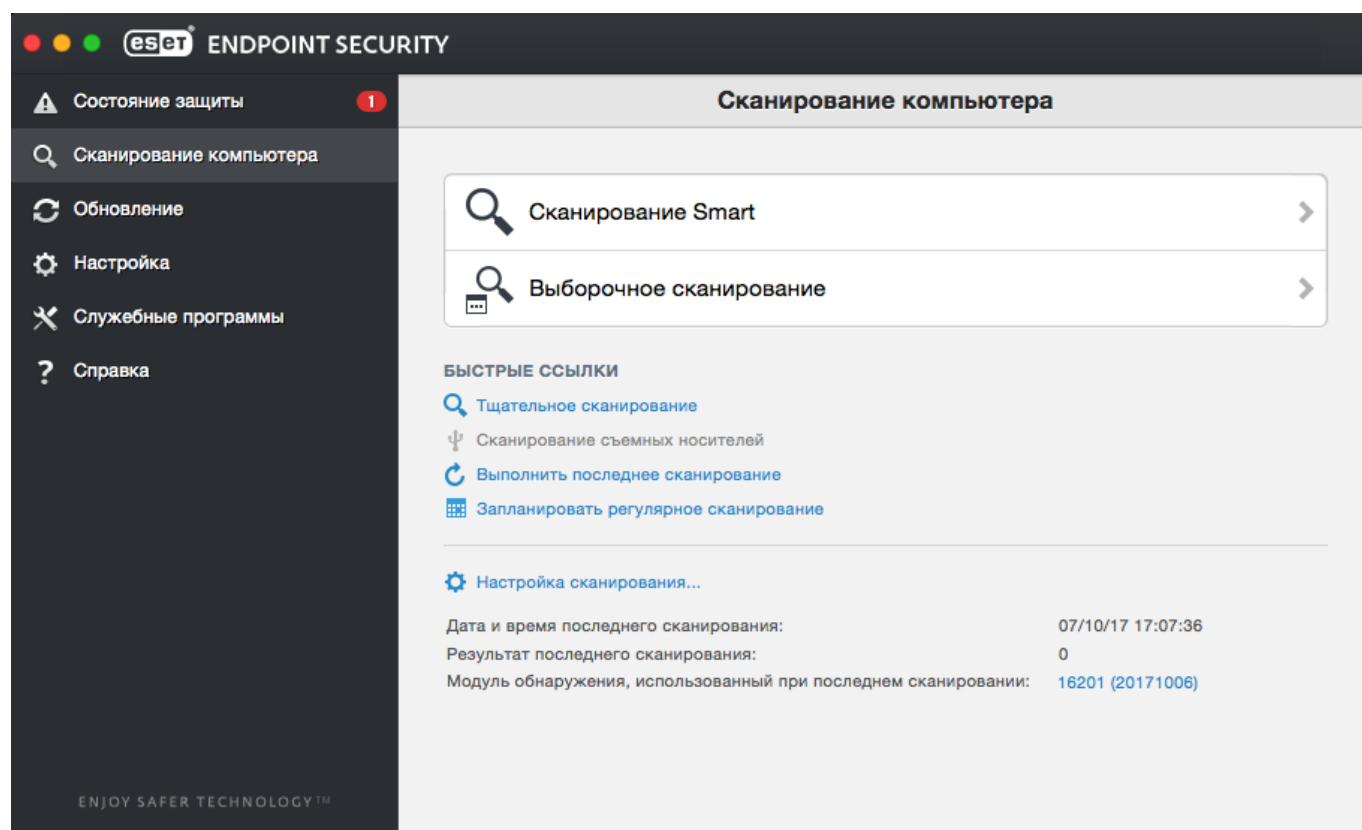 eset ENDPOINT SECURITY
Состояние защиты 1
Сканирование компьютера
Обновление
Настройка
Служебные программы
? Справка
ENJOY SAFER TECHNOLOGY™
Сканирование компьютера
Сканирование Smart
Выборочное сканирование
БЫСТРЫЕ ССЫЛКИ
Тщательное сканирование
Сканирование съемных носителей
Выполнить последнее сканирование
Запланировать регулярное сканирование
Настройка сканирования...
Дата и время последнего сканирования: 07/10/17 17:07:36
Результат последнего сканирования: 0
Модуль обнаружения, использованный при последнем сканировании: 16201 (20171006)